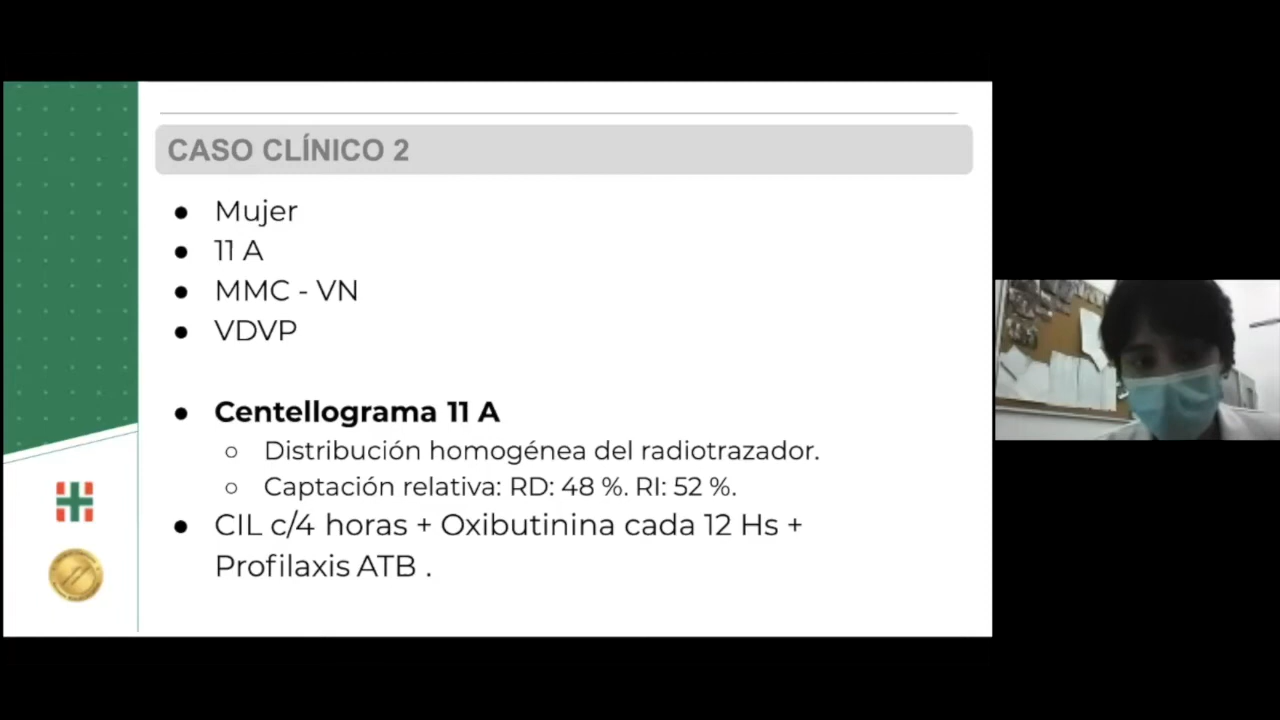 CASO CLÍNICO 2
Mujer
11 A
MMC - VN
VDVP
Centellograma 11 A
Distribución homogénea del radiotrazador.
Captación relativa: RD: 48 %. RI: 52 %.
CIL c/4 horas + Oxibutinina cada 12 Hs +
Profilaxis ATB .